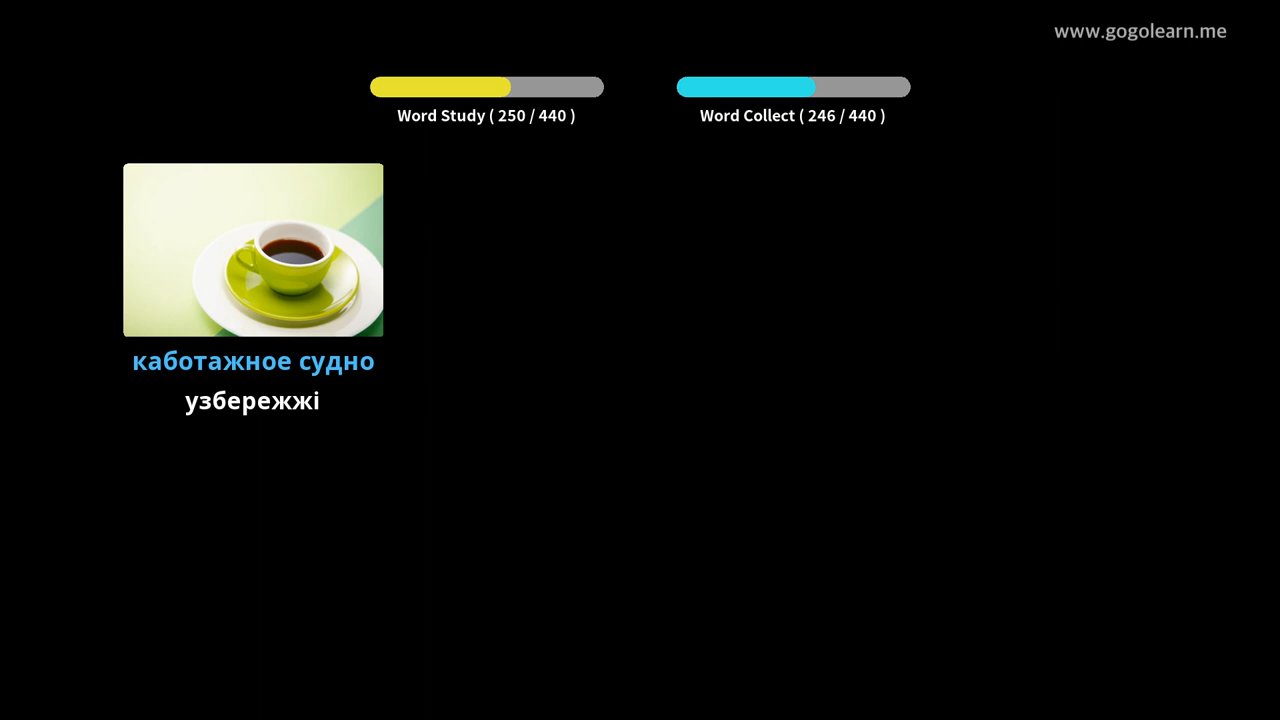 www.gogolearn.me
Word Study ( 250 / 440 )
Word Collect ( 246 / 440 )
каботажное судно
узбережжі